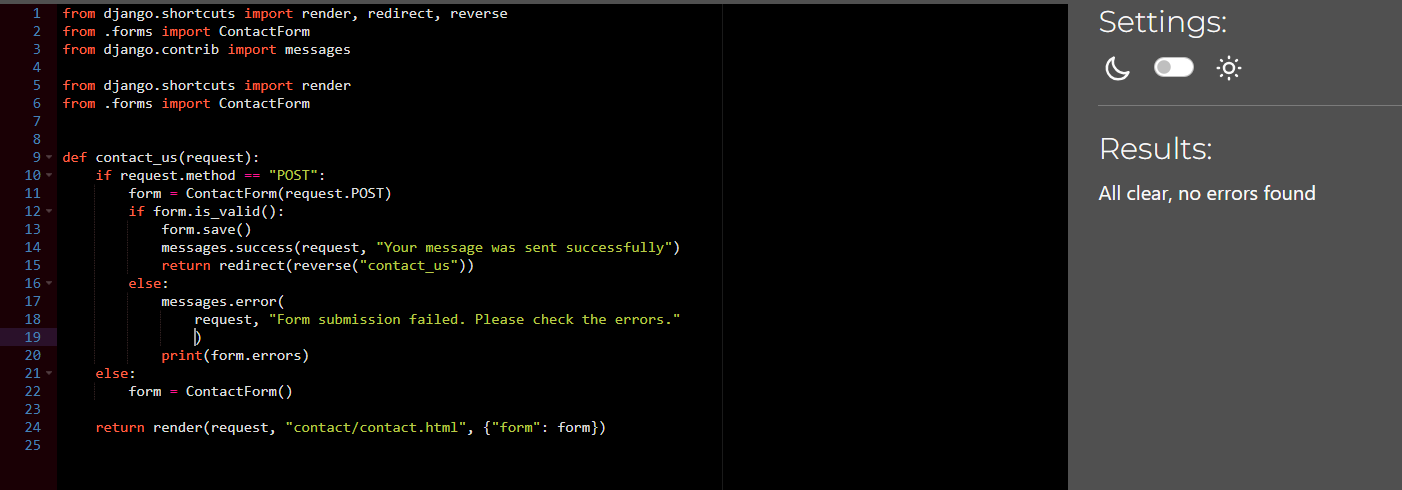 1 from django.shortcuts import render, redirect, reverse
2 from .forms import ContactForm
3 from django.contrib import messages
4
5 from django.shortcuts import render
6 from .forms import ContactForm
7
8
9 def contact_us(request):
10     if request.method == "POST":
11         form = ContactForm(request.POST)
12         if form.is_valid():
13             form.save()
14             messages.success(request, "Your message was sent successfully")
15             return redirect(reverse("contact_us"))
16         else:
17             messages.error(
18                 request, "Form submission failed. Please check the errors."
19                 )
20             print(form.errors)
21     else:
22         form = ContactForm()
23
24     return render(request, "contact/contact.html", {"form": form})
25
Settings:
Results:
All clear, no errors found